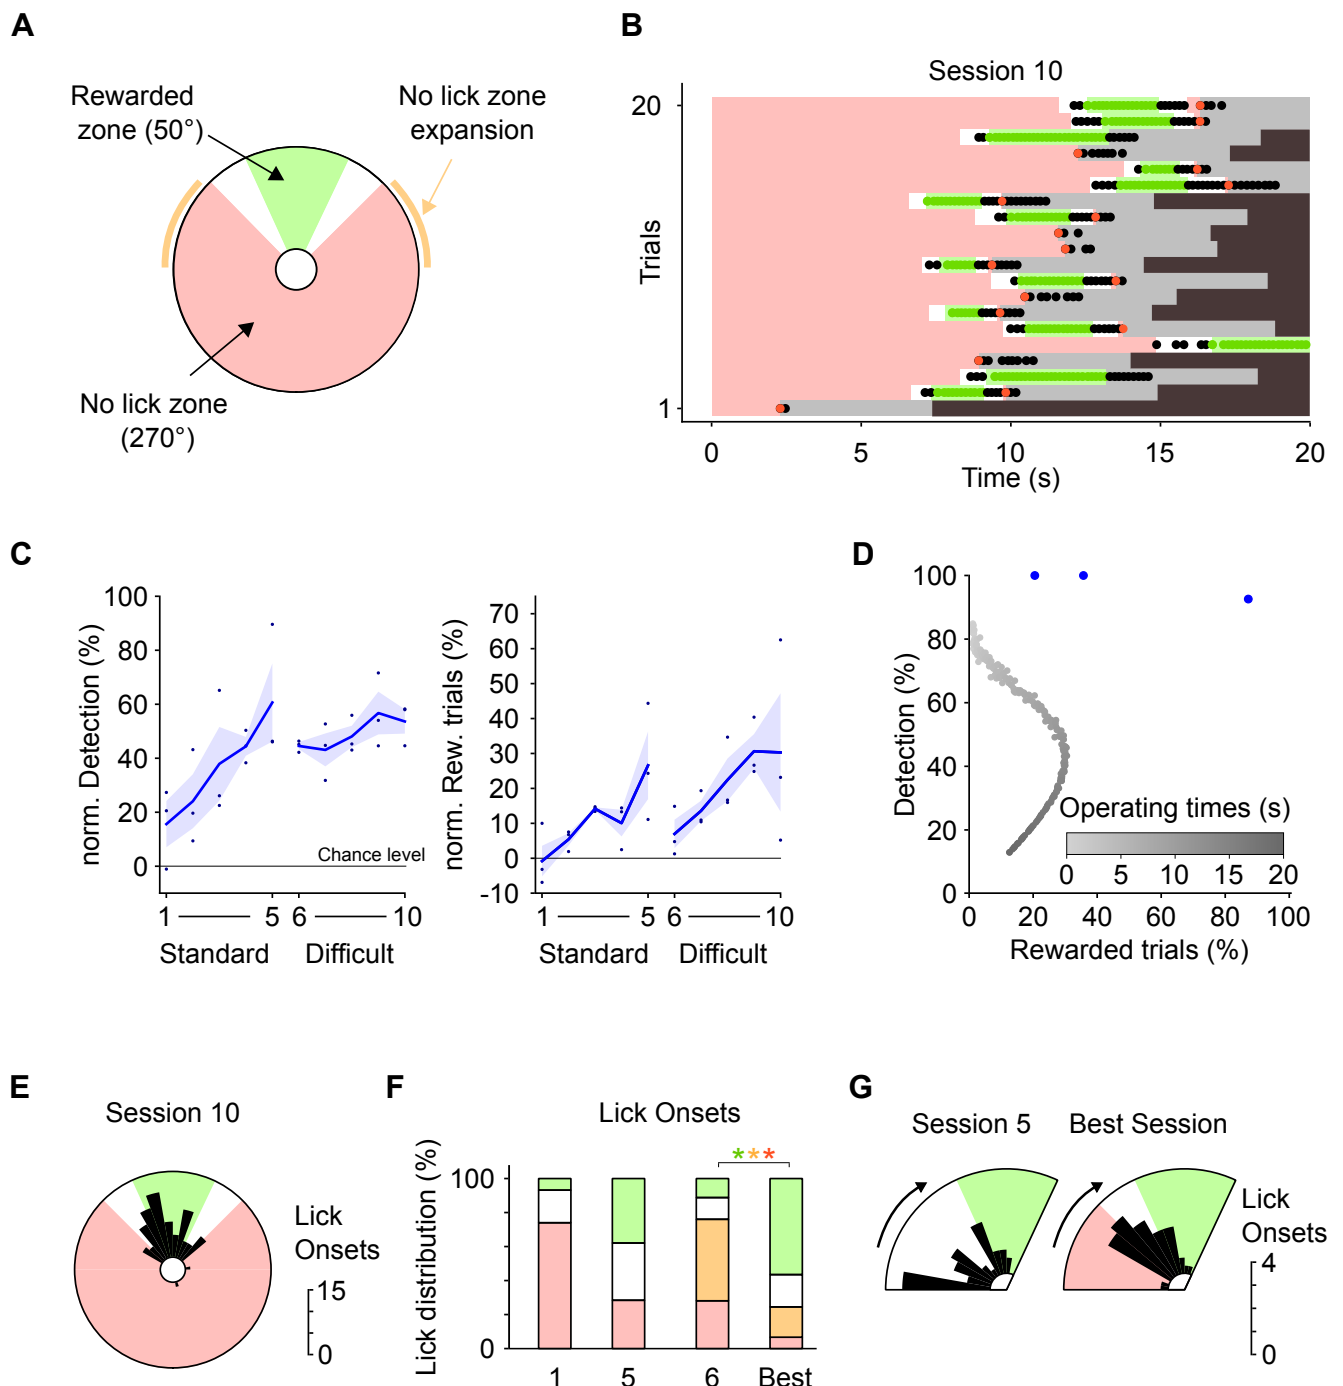 A
Rewarded
zone (50°)
No lick zone
expansion
No lick zone
(270°)
B
Session 10
20
Trials
1
0 5 10 15 20
Time (s)
C
norm. Detection (%)
100
80
60
40
20
0
Chance level
1 5 6 10
Standard Difficult
norm. Rew. trials (%)
70
60
50
40
30
20
10
0
-10
1 5 6 10
Standard Difficult
D
Detection (%)
100
80
60
40
20
0
Operating times (s)
0 5 10 15 20
0 20 40 60 80 100
Rewarded trials (%)
E
Session 10
Lick
Onsets
15
0
F
Lick Onsets
***
Lick distribution (%)
100
0
1 5 6 Best
G
Session 5 Best Session
Lick
Onsets
4
0